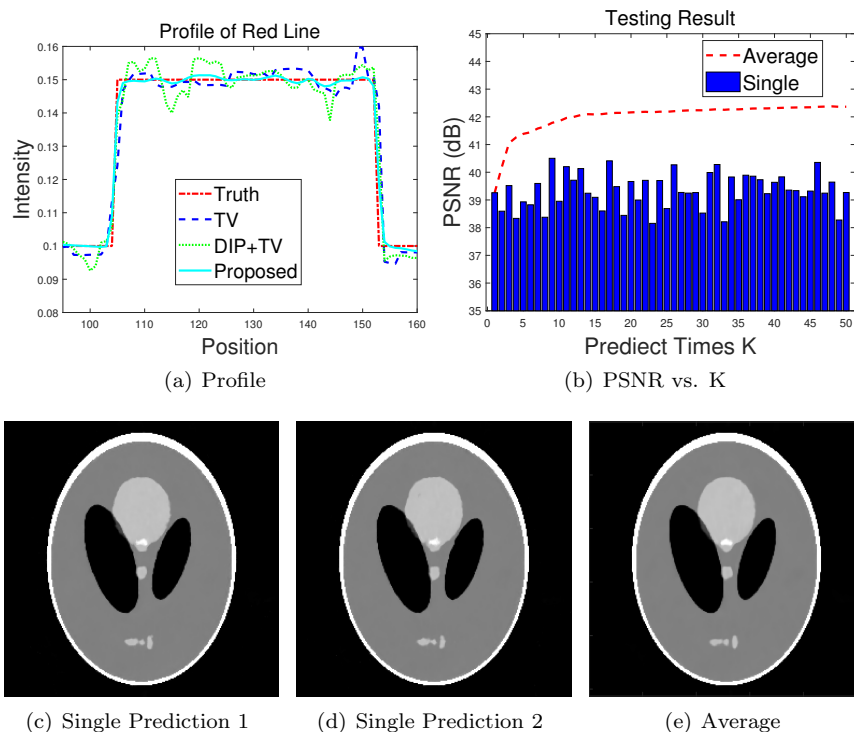 Profile of Red Line
0.16
0.15
0.14
0.13
0.12
0.11
0.1
0.09
0.08
Intensity
Truth
TV
DIP+TV
Proposed
100 110 120 130 140 150 160
Position
(a) Profile
Testing Result
45
44
43
42
41
40
39
38
37
36
35
PSNR (dB)
Average
Single
0 5 10 15 20 25 30 35 40 45 50
Prediect Times K
(b) PSNR vs. K
(c) Single Prediction 1
(d) Single Prediction 2
(e) Average